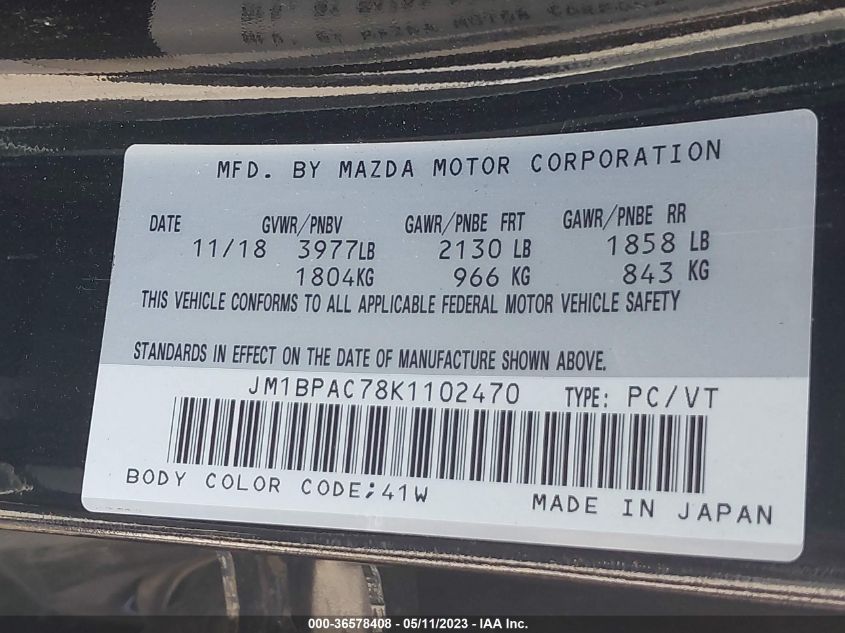 MFD. BY MAZDA MOTOR CORPORATION
DATE GVWR/PNBV GAWR/PNBE FRT GAWR/PNBE RR
11/18 3977LB 2130 LB 1858 LB
1804KG 966 KG 843 KG
THIS VEHICLE CONFORMS TO ALL APPLICABLE FEDERAL MOTOR VEHICLE SAFETY
STANDARDS IN EFFECT ON THE DATE OF MANUFACTURE SHOWN ABOVE.
JM1BPAC78K1102470 TYPE: PC/VT
BODY COLOR CODE;41W MADE IN JAPAN
000-36578408 - 05/11/2023 - IAA Inc.